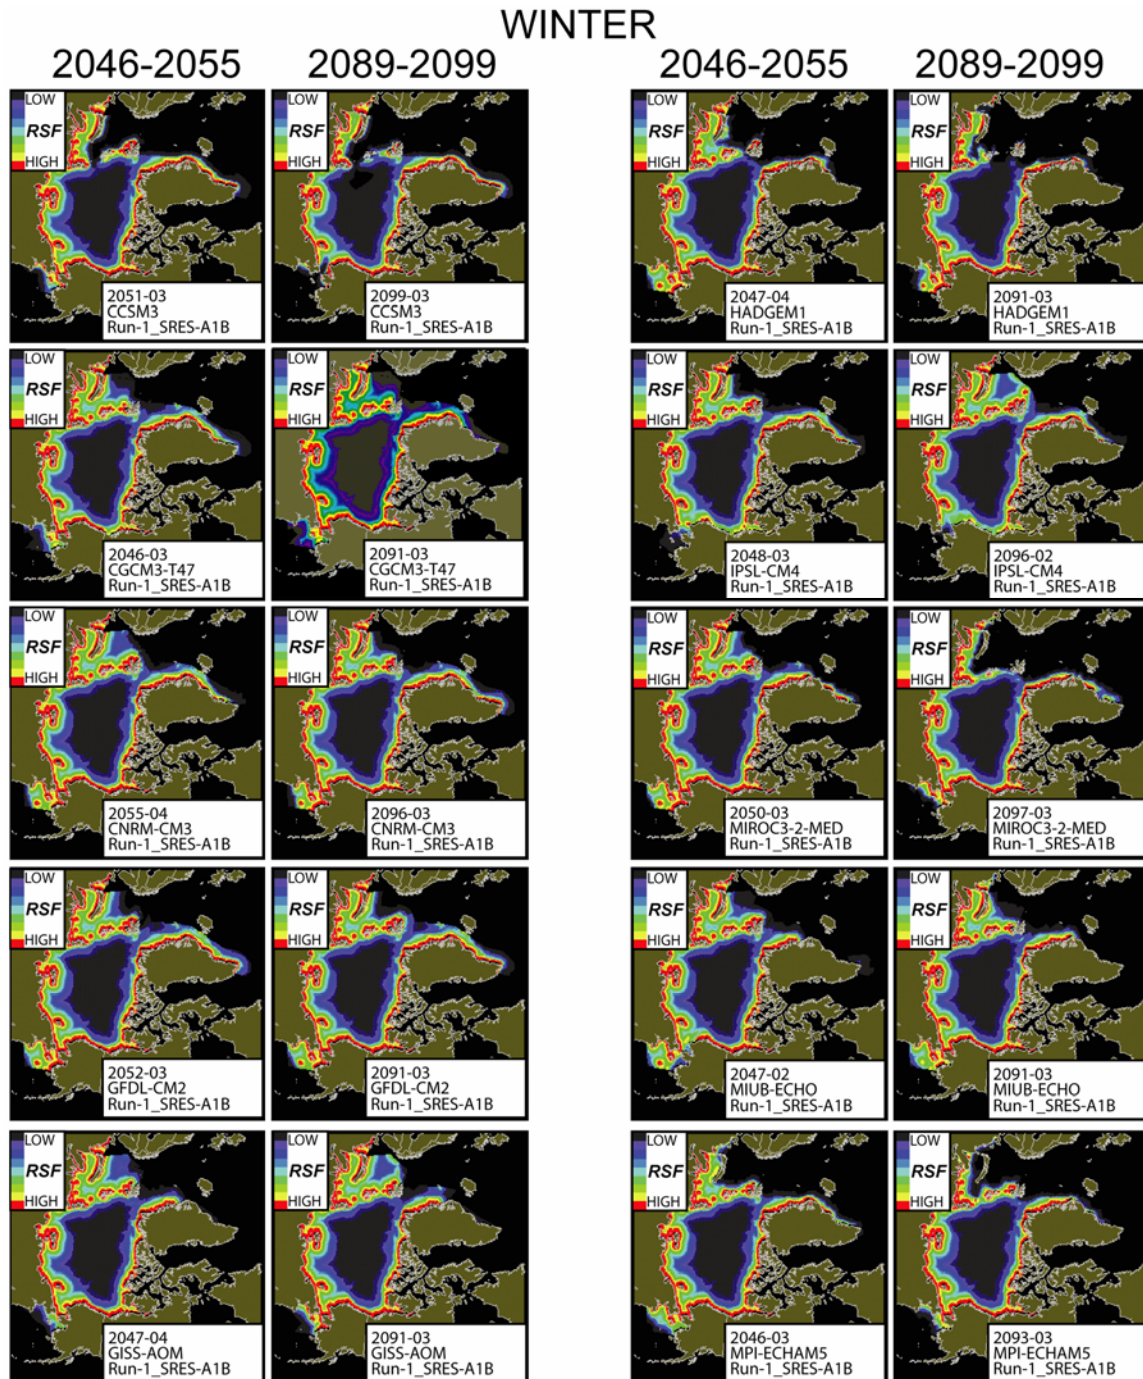 WINTER
2046-2055
2089-2099
2046-2055
2089-2099
LOW
RSF
HIGH
2051-03
CCSM3
Run-1_SRES-A1B
LOW
RSF
HIGH
2099-03
CCSM3
Run-1_SRES-A1B
LOW
RSF
HIGH
2047-04
HADGEM1
Run-1_SRES-A1B
LOW
RSF
HIGH
2091-03
HADGEM1
Run-1_SRES-A1B
LOW
RSF
HIGH
2046-03
CGCM3-T47
Run-1_SRES-A1B
LOW
RSF
HIGH
2091-03
CGCM3-T47
Run-1_SRES-A1B
LOW
RSF
HIGH
2048-03
IPSL-CM4
Run-1_SRES-A1B
LOW
RSF
HIGH
2096-02
IPSL-CM4
Run-1_SRES-A1B
LOW
RSF
HIGH
2055-04
CNRM-CM3
Run-1_SRES-A1B
LOW
RSF
HIGH
2096-03
CNRM-CM3
Run-1_SRES-A1B
LOW
RSF
HIGH
2050-03
MIROC3-2-MED
Run-1_SRES-A1B
LOW
RSF
HIGH
2097-03
MIROC3-2-MED
Run-1_SRES-A1B
LOW
RSF
HIGH
2052-03
GFDL-CM2
Run-1_SRES-A1B
LOW
RSF
HIGH
2091-03
GFDL-CM2
Run-1_SRES-A1B
LOW
RSF
HIGH
2047-02
MIUB-ECHO
Run-1_SRES-A1B
LOW
RSF
HIGH
2091-03
MIUB-ECHO
Run-1_SRES-A1B
LOW
RSF
HIGH
2047-04
GISS-AOM
Run-1_SRES-A1B
LOW
RSF
HIGH
2091-03
GISS-AOM
Run-1_SRES-A1B
LOW
RSF
HIGH
2046-03
MPI-ECHAM5
Run-1_SRES-A1B
LOW
RSF
HIGH
2093-03
MPI-ECHAM5
Run-1_SRES-A1B